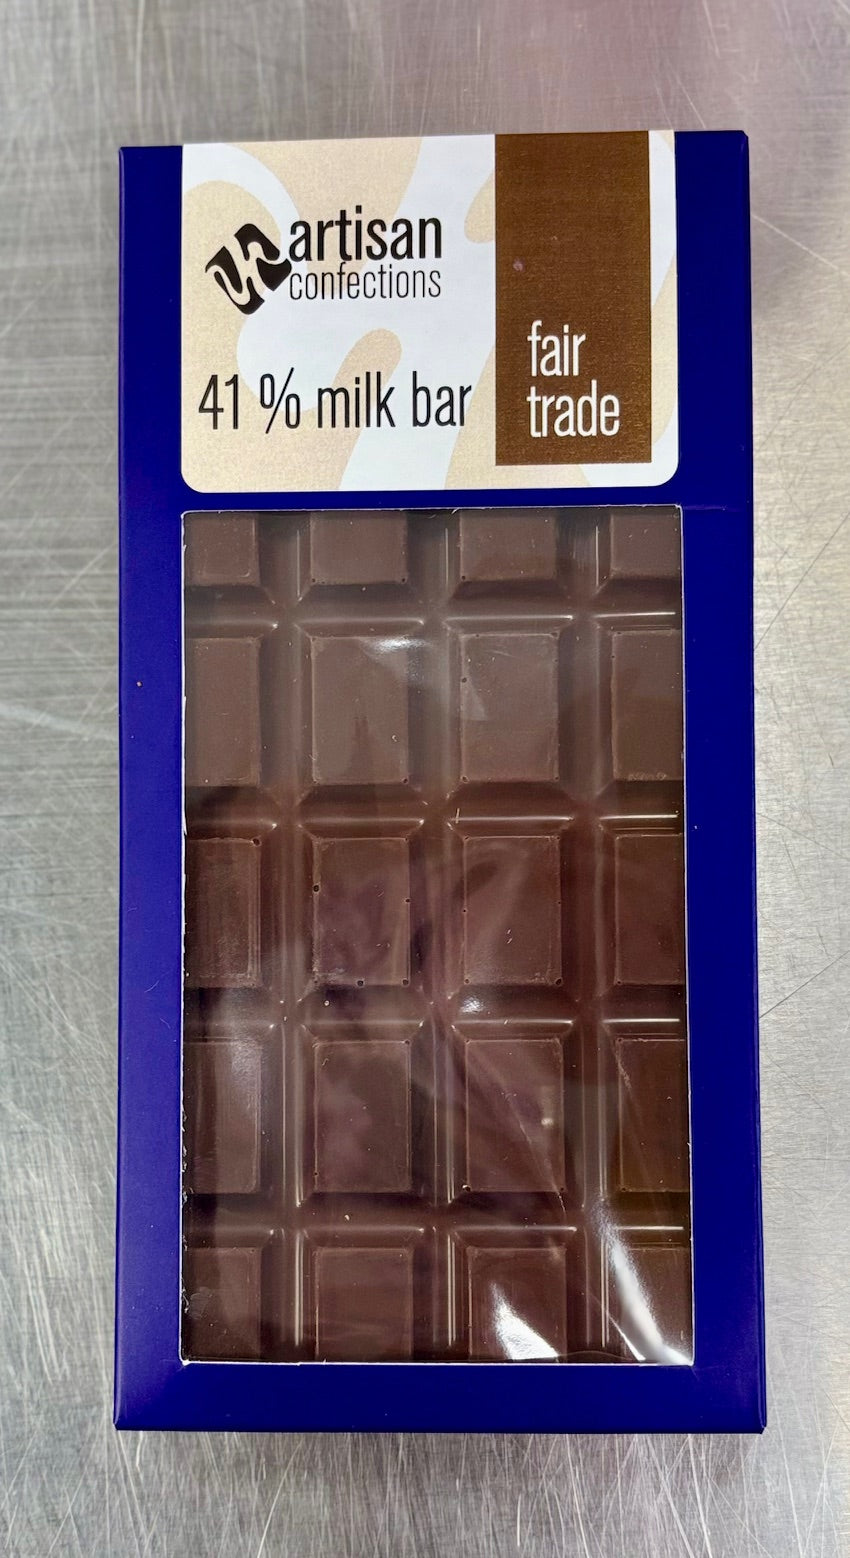 artisan
confections
41 % milk bar
fair
trade